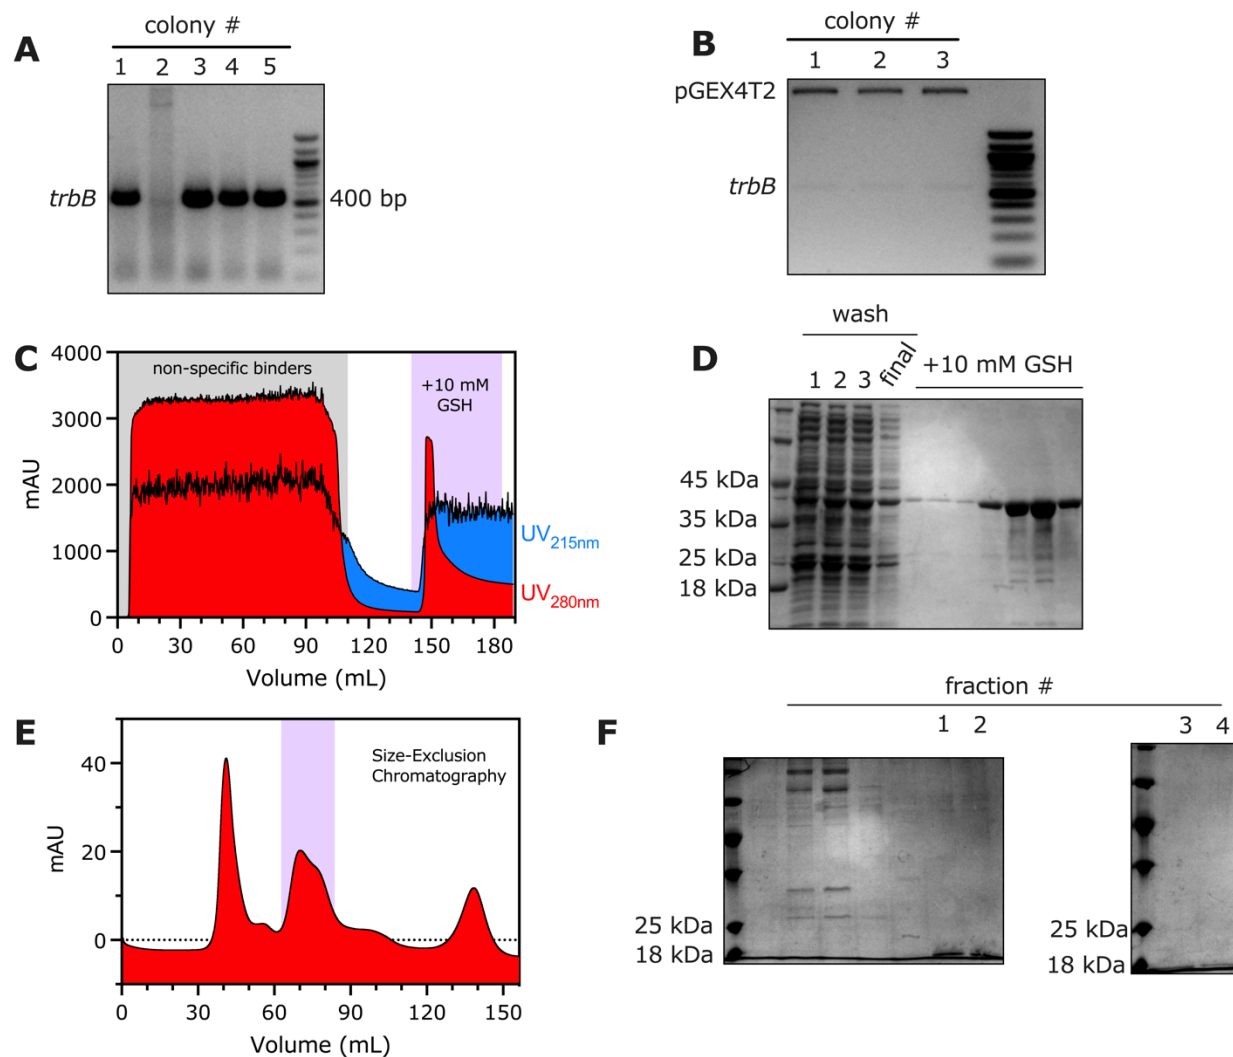 A
colony #
1 2 3 4 5
trbB
400 bp
B
colony #
1 2 3
pGEX4T2
trbB
C
non-specific binders
+10 mM
GSH
4000
3000
2000
1000
0
mAU
0 30 60 90 120 150 180
Volume (mL)
UV215nm
UV280nm
D
wash
1 2 3 final
+10 mM GSH
45 kDa
35 kDa
25 kDa
18 kDa
E
Size-Exclusion
Chromatography
40
20
0
mAU
0 30 60 90 120 150
Volume (mL)
F
fraction #
1 2
3 4
25 kDa
18 kDa
25 kDa
18 kDa